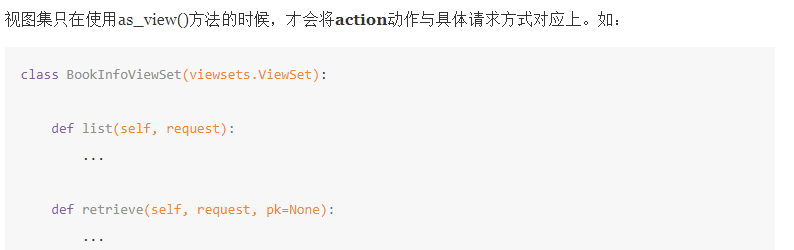 视图集只在使用as_view()方法的时候，才会将action动作与具体请求方式对应上。如：
class BookInfoViewSet(viewsets.ViewSet):
    def list(self, request):
        ...
    def retrieve(self, request, pk=None):
        ...